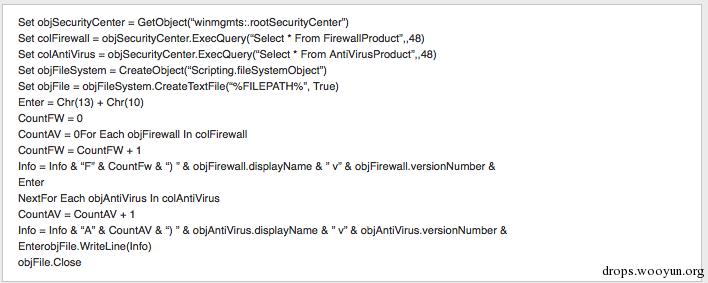 Set objSecurityCenter = GetObject(“winmgmts:.rootSecurityCenter”)
Set colFirewall = objSecurityCenter.ExecQuery(“Select * From FirewallProduct”,,48)
Set colAntiVirus = objSecurityCenter.ExecQuery(“Select * From AntiVirusProduct”,,48)
Set objFileSystem = CreateObject(“Scripting.fileSystemObject”)
Set objFile = objFileSystem.CreateTextFile(“%FILEPATH%”, True)
Enter = Chr(13) + Chr(10)
CountFW = 0
CountAV = 0For Each objFirewall In colFirewall
CountFW = CountFW + 1
Info = Info & “F” & CountFw & “) ” & objFirewall.displayName & ” v” & objFirewall.versionNumber &
Enter
NextFor Each objAntiVirus In colAntiVirus
CountAV = CountAV + 1
Info = Info & “A” & CountAV & “) ” & objAntiVirus.displayName & ” v” & objAntiVirus.versionNumber &
EnterobjFile.WriteLine(Info)
objFile.Close
drops.wooyun.org